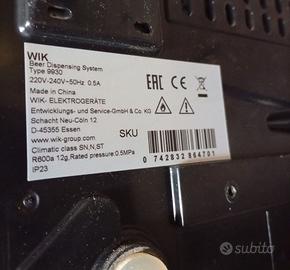 WIK
Beer Dispensing System
Type 9930
220V-240V~50Hz 0.5A
Made in China
WIK- ELEKTROGERÄTE
Entwicklungs- und Service-GmbH & Co. KG
Schacht Neu-Cöln 12
D-45355 Essen
www.wik-group.com
Climatic class SN,N,ST
R600a 12g,Rated pressure:0.5MPa
IP23
EAC CE
SKU
0 742832 864701
subito